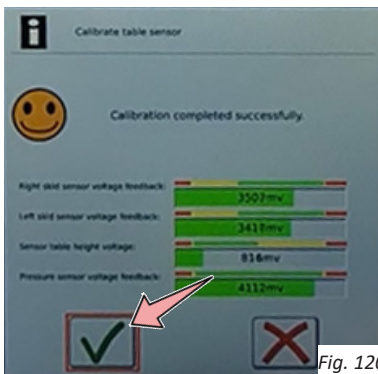 i
Calibrate table sensor
Calibration completed successfully.
Right skid sensor voltage feedback:
3507mv
Left skid sensor voltage feedback:
3418mv
Sensor table height voltage:
816mv
Pressure sensor voltage feedback:
4112mv
Fig. 120